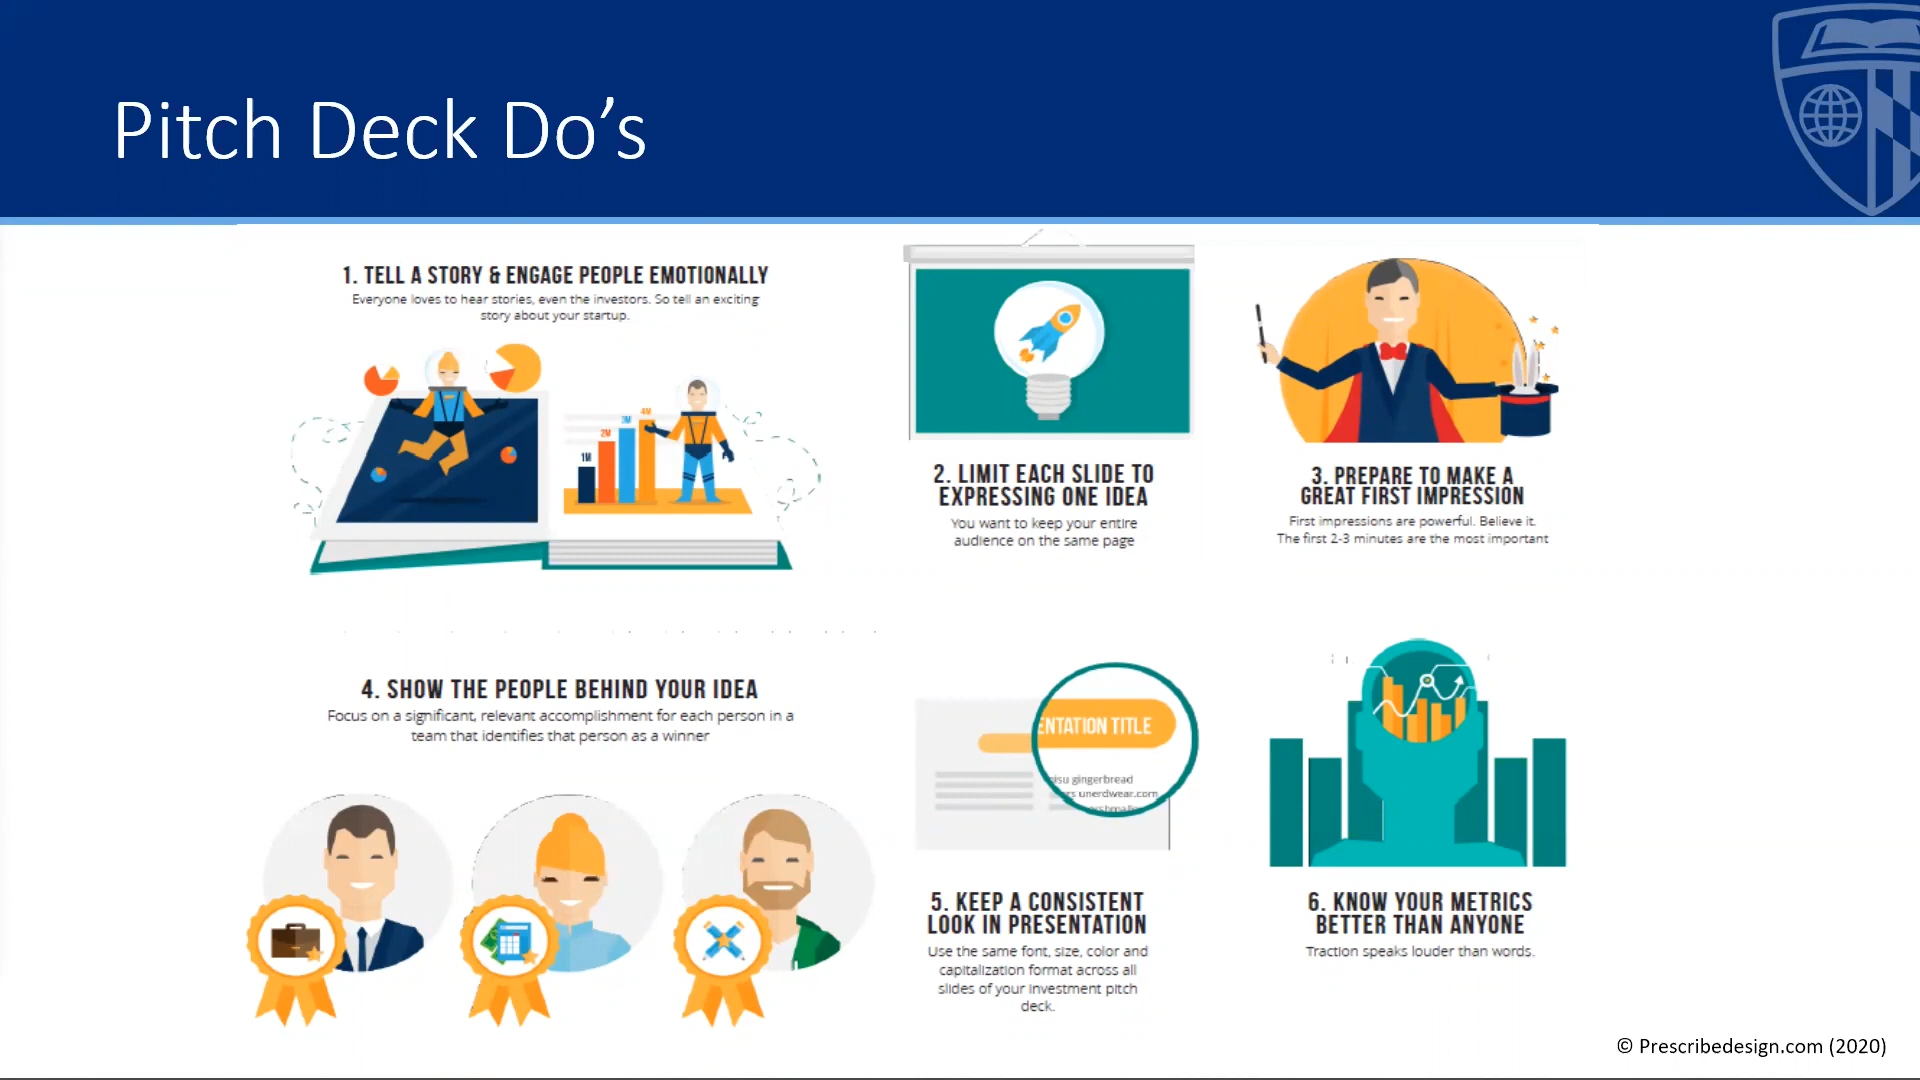 Pitch Deck Do’s
1. TELL A STORY & ENGAGE PEOPLE EMOTIONALLY
Everyone loves to hear stories, even the investors. So tell an exciting
story about your startup.
1M
2M
3M
4M
2. LIMIT EACH SLIDE TO
EXPRESSING ONE IDEA
You want to keep your entire
audience on the same page
3. PREPARE TO MAKE A
GREAT FIRST IMPRESSION
First impressions are powerful. Believe it.
The first 2-3 minutes are the most important
4. SHOW THE PEOPLE BEHIND YOUR IDEA
Focus on a significant, relevant accomplishment for each person in a
team that identifies that person as a winner
ENTATION TITLE
gingerbread
unerdwear.com
5. KEEP A CONSISTENT
LOOK IN PRESENTATION
Use the same font, size, color and
capitalization format across all
slides of your investment pitch
deck.
6. KNOW YOUR METRICS
BETTER THAN ANYONE
Traction speaks louder than words.
© Prescribedesign.com (2020)